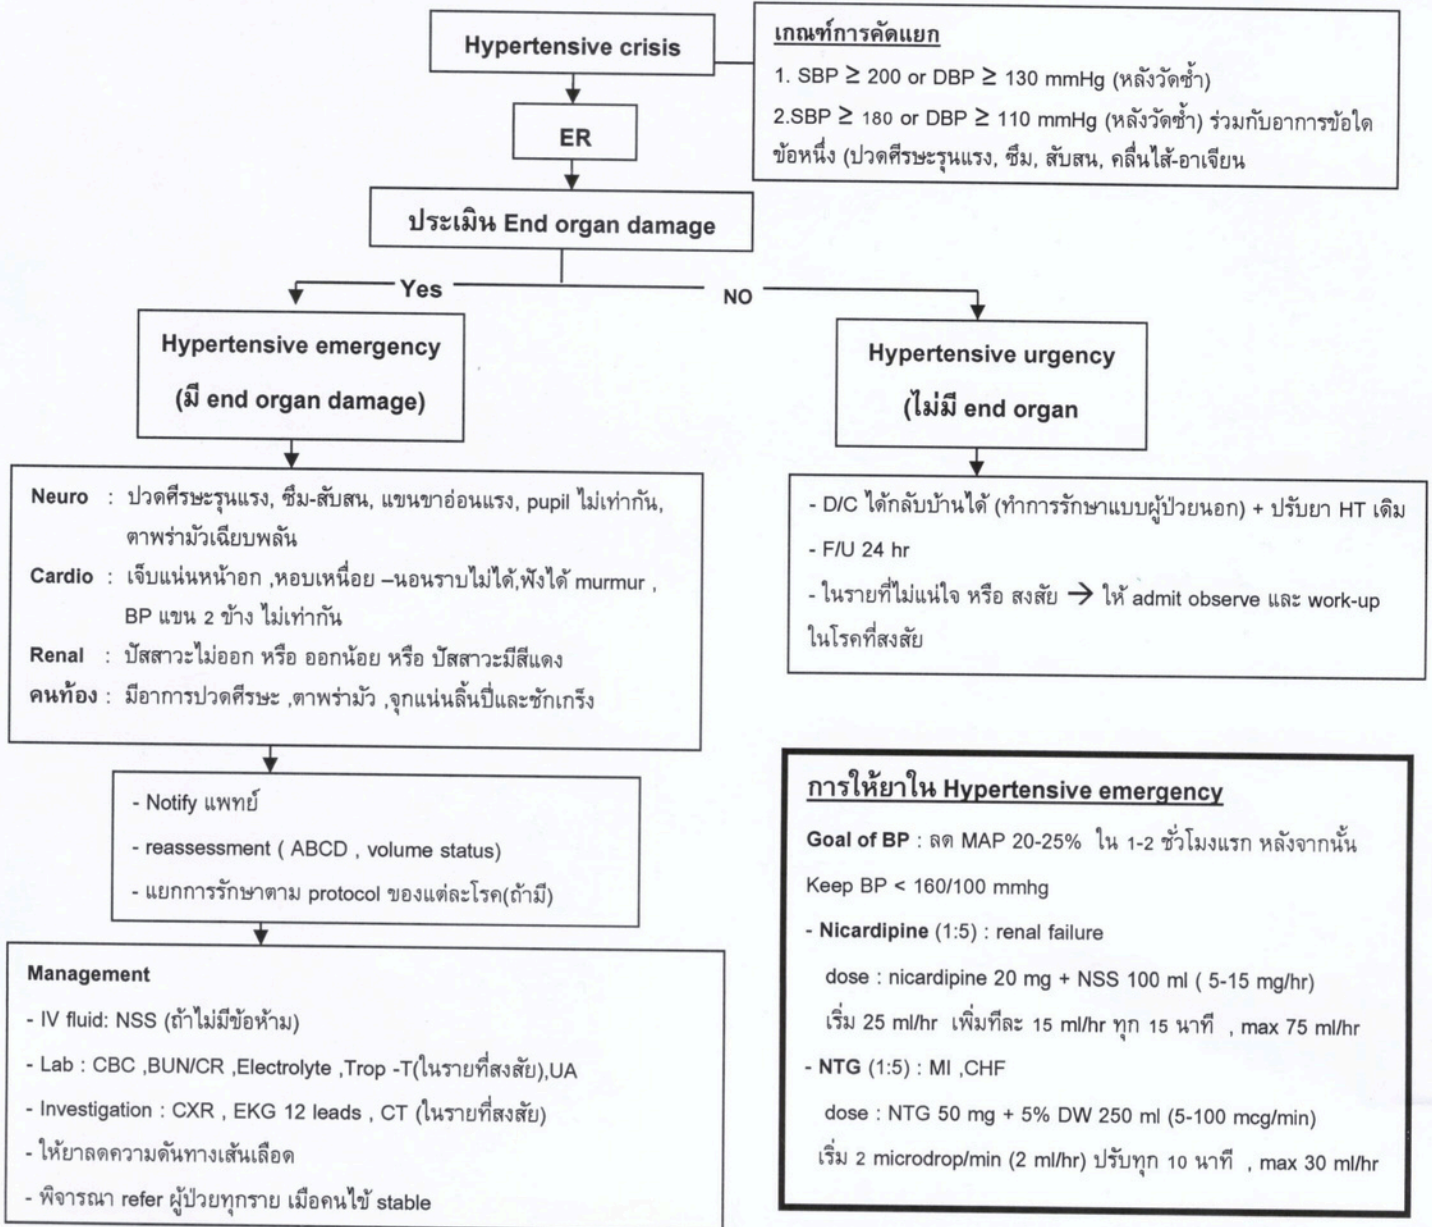 Hypertensive crisis
เกณฑ์การคัดแยก
1. SBP ≥ 200 or DBP ≥ 130 mmHg (หลังวัดซ้ำ)
2.SBP ≥ 180 or DBP ≥ 110 mmHg (หลังวัดซ้ำ) ร่วมกับอาการข้อใด
ข้อหนึ่ง (ปวดศีรษะรุนแรง, ซึม, สับสน, คลื่นไส้-อาเจียน
ER
ประเมิน End organ damage
Yes
NO
Hypertensive emergency
(มี end organ damage)
Hypertensive urgency
(ไม่มี end organ
Neuro : ปวดศีรษะรุนแรง, ซึม-สับสน, แขนขาอ่อนแรง, pupil ไม่เท่ากัน,
ตาพร่ามัวเฉียบพลัน
Cardio : เจ็บแน่นหน้าอก ,หอบเหนื่อย –นอนราบไม่ได้,ฟังได้ murmur ,
BP แขน 2 ข้าง ไม่เท่ากัน
Renal : ปัสสาวะไม่ออก หรือ ออกน้อย หรือ ปัสสาวะมีสีแดง
คนท้อง : มีอาการปวดศีรษะ ,ตาพร่ามัว ,จุกแน่นลิ้นปี่และชักเกร็ง
- D/C ได้กลับบ้านได้ (ทำการรักษาแบบผู้ป่วยนอก) + ปรับยา HT เดิม
- F/U 24 hr
- ในรายที่ไม่แน่ใจ หรือ สงสัย → ให้ admit observe และ work-up
ในโรคที่สงสัย
- Notify แพทย์
- reassessment ( ABCD , volume status)
- แยกการรักษาตาม protocol ของแต่ละโรค(ถ้ามี)
Management
- IV fluid: NSS (ถ้าไม่มีข้อห้าม)
- Lab : CBC ,BUN/CR ,Electrolyte ,Trop -T(ในรายที่สงสัย),UA
- Investigation : CXR , EKG 12 leads , CT (ในรายที่สงสัย)
- ให้ยาลดความดันทางเส้นเลือด
- พิจารณา refer ผู้ป่วยทุกราย เมื่อคนไข้ stable
การให้ยาใน Hypertensive emergency
Goal of BP : ลด MAP 20-25% ใน 1-2 ชั่วโมงแรก หลังจากนั้น
Keep BP < 160/100 mmhg
- Nicardipine (1:5) : renal failure
dose : nicardipine 20 mg + NSS 100 ml ( 5-15 mg/hr)
เริ่ม 25 ml/hr เพิ่มทีละ 15 ml/hr ทุก 15 นาที , max 75 ml/hr
- NTG (1:5) : MI ,CHF
dose : NTG 50 mg + 5% DW 250 ml (5-100 mcg/min)
เริ่ม 2 microdrop/min (2 ml/hr) ปรับทุก 10 นาที , max 30 ml/hr